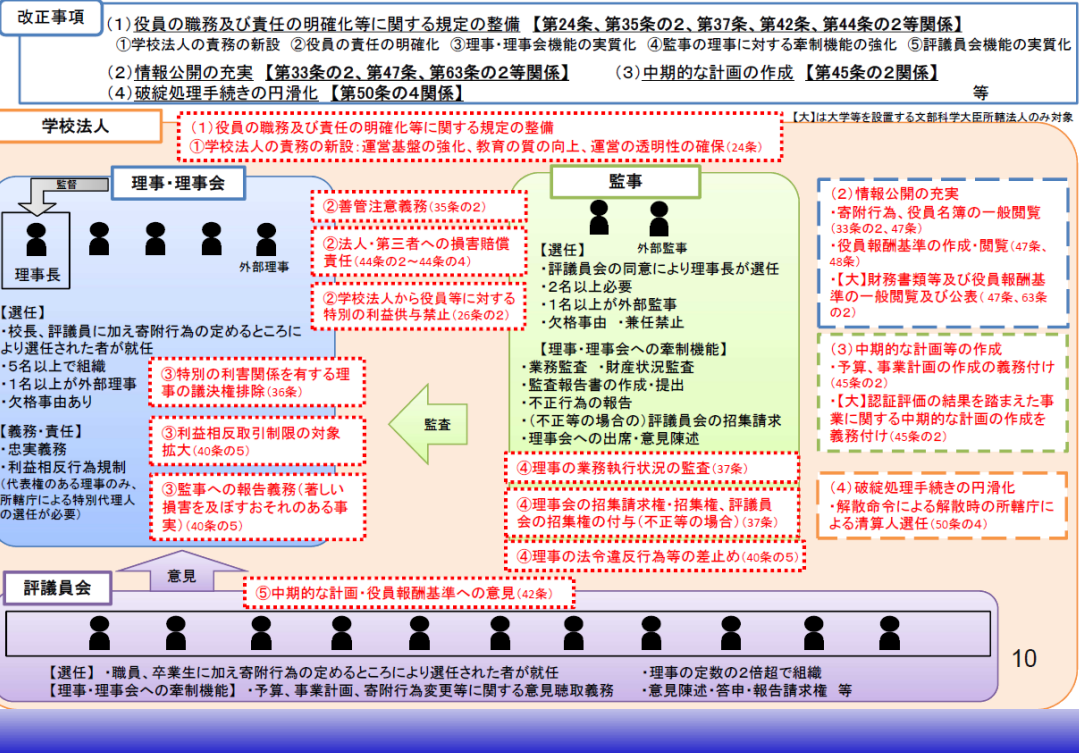 改正事項
(1)役員の職務及び責任の明確化等に関する規定の整備 【第24条、第35条の2、第37条、第42条、第44条の2等関係】
①学校法人の責務の新設 ②役員の責任の明確化 ③理事・理事会機能の実質化 ④監事の理事に対する牽制機能の強化 ⑤評議員会機能の実質化
(2)情報公開の充実 【第33条の2、第47条、第63条の2等関係】 (3)中期的な計画の作成 【第45条の2関係】
(4)破綻処理手続きの円滑化 【第50条の4関係】 等
【大】は大学等を設置する文部科学大臣所轄法人のみ対象
学校法人
(1)役員の職務及び責任の明確化等に関する規定の整備
①学校法人の責務の新設:運営基盤の強化、教育の質の向上、運営の透明性の確保(24条)
監督
理事・理事会
理事長
外部理事
【選任】
・校長、評議員に加え寄附行為の定めるところに
より選任された者が就任
・5名以上で組織
・1名以上が外部理事
・欠格事由あり
【義務・責任】
・忠実義務
・利益相反行為規制
(代表権のある理事のみ、
所轄庁による特別代理人
の選任が必要)
②善管注意義務(35条の2)
②法人・第三者への損害賠償
責任(44条の2~44条の4)
②学校法人から役員等に対する
特別の利益供与禁止(26条の2)
③特別の利害関係を有する理
事の議決権排除(36条)
③利益相反取引制限の対象
拡大(40条の5)
③監事への報告義務(著しい
損害を及ぼすおそれのある事
実)(40条の5)
監査
監事
外部監事
【選任】
・評議員会の同意により理事長が選任
・2名以上必要
・1名以上が外部監事
・欠格事由 ・兼任禁止
【理事・理事会への牽制機能】
・業務監査 ・財産状況監査
・監査報告書の作成・提出
・不正行為の報告
・(不正等の場合の)評議員会の招集請求
・理事会への出席・意見陳述
④理事の業務執行状況の監査(37条)
④理事会の招集請求権・招集権、評議員
会の招集権の付与(不正等の場合)(37条)
④理事の法令違反行為等の差止め(40条の5)
(2)情報公開の充実
・寄附行為、役員名簿の一般閲覧
(33条の2、47条)
・役員報酬基準の作成・閲覧(47条、
48条)
・【大】財務書類等及び役員報酬基
準の一般閲覧及び公表(47条、63条
の2)
(3)中期的な計画等の作成
・予算、事業計画の作成の義務付け
(45条の2)
・【大】認証評価の結果を踏まえた事
業に関する中期的な計画の作成を
義務付け(45条の2)
(4)破綻処理手続きの円滑化
・解散命令による解散時の所轄庁に
よる清算人選任(50条の4)
意見
評議員会
⑤中期的な計画・役員報酬基準への意見(42条)
【選任】 ・職員、卒業生に加え寄附行為の定めるところにより選任された者が就任 ・理事の定数の2倍超で組織
【理事・理事会への牽制機能】 ・予算、事業計画、寄附行為変更等に関する意見聴取義務 ・意見陳述・答申・報告請求権 等
10